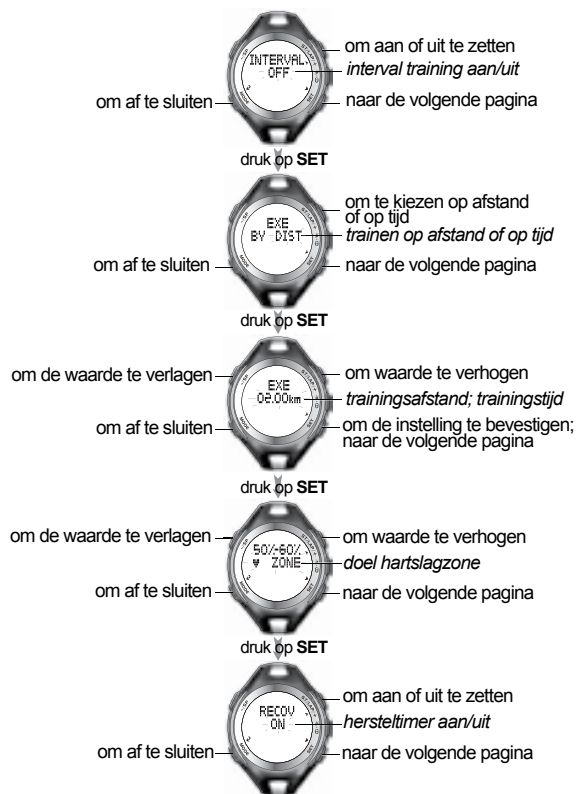 om aan of uit te zetten
INTERVAL
OFF
interval training aan/uit
om af te sluiten
naar de volgende pagina
druk op SET
om te kiezen op afstand
of op tijd
EXE
BY DIST
trainen op afstand of op tijd
om af te sluiten
naar de volgende pagina
druk op SET
om de waarde te verlagen
om waarde te verhogen
EXE
02.00km
trainingsafstand; trainingstijd
om af te sluiten
om de instelling te bevestigen;
naar de volgende pagina
druk op SET
om de waarde te verlagen
om waarde te verhogen
50%-60%
♥ ZONE
doel hartslagzone
om af te sluiten
naar de volgende pagina
druk op SET
om aan of uit te zetten
RECOV
ON
hersteltimer aan/uit
om af te sluiten
naar de volgende pagina